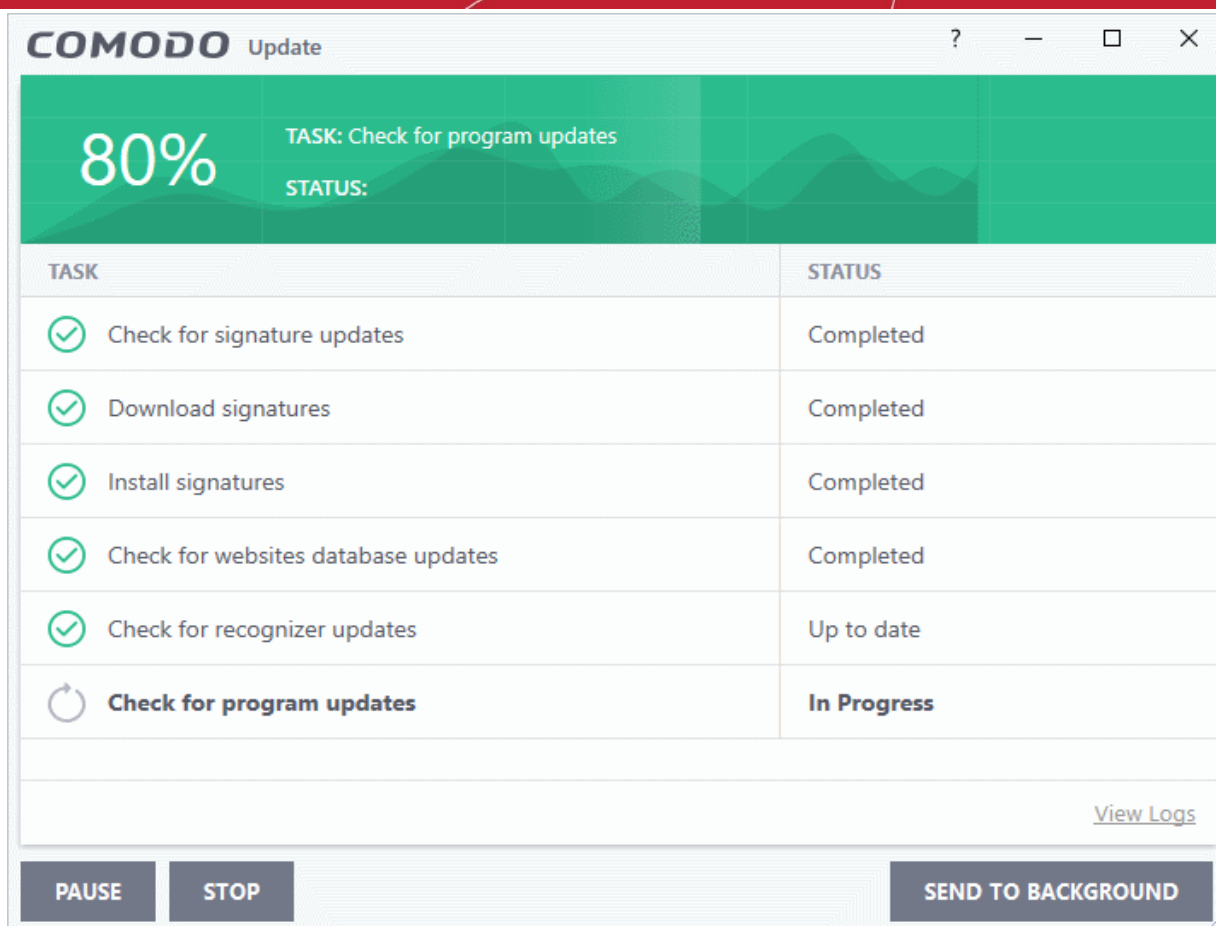 COMODO Update ?
80%
TASK: Check for program updates
STATUS:
TASK STATUS
Check for signature updates Completed
Download signatures Completed
Install signatures Completed
Check for websites database updates Completed
Check for recognizer updates Up to date
Check for program updates In Progress
View Logs
PAUSE STOP SEND TO BACKGROUND